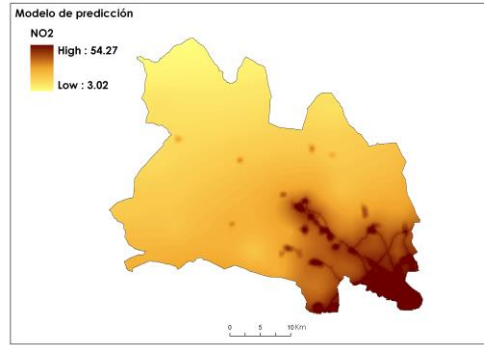 Modelo de predicción
NO2
High : 54.27
Low : 3.02
0 5 10 Km